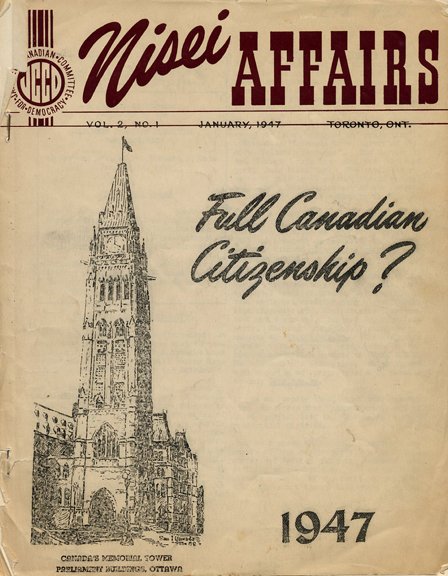 Nisei AFFAIRS
JCCD
CANADIAN • COMMITTEE
FOR • DEMOCRACY
VOL. 2, NO. 1 JANUARY, 1947 TORONTO, ONT.
Full Canadian
Citizenship?
1947
CANADA'S MEMORIAL TOWER
PARLIAMENT BUILDINGS, OTTAWA